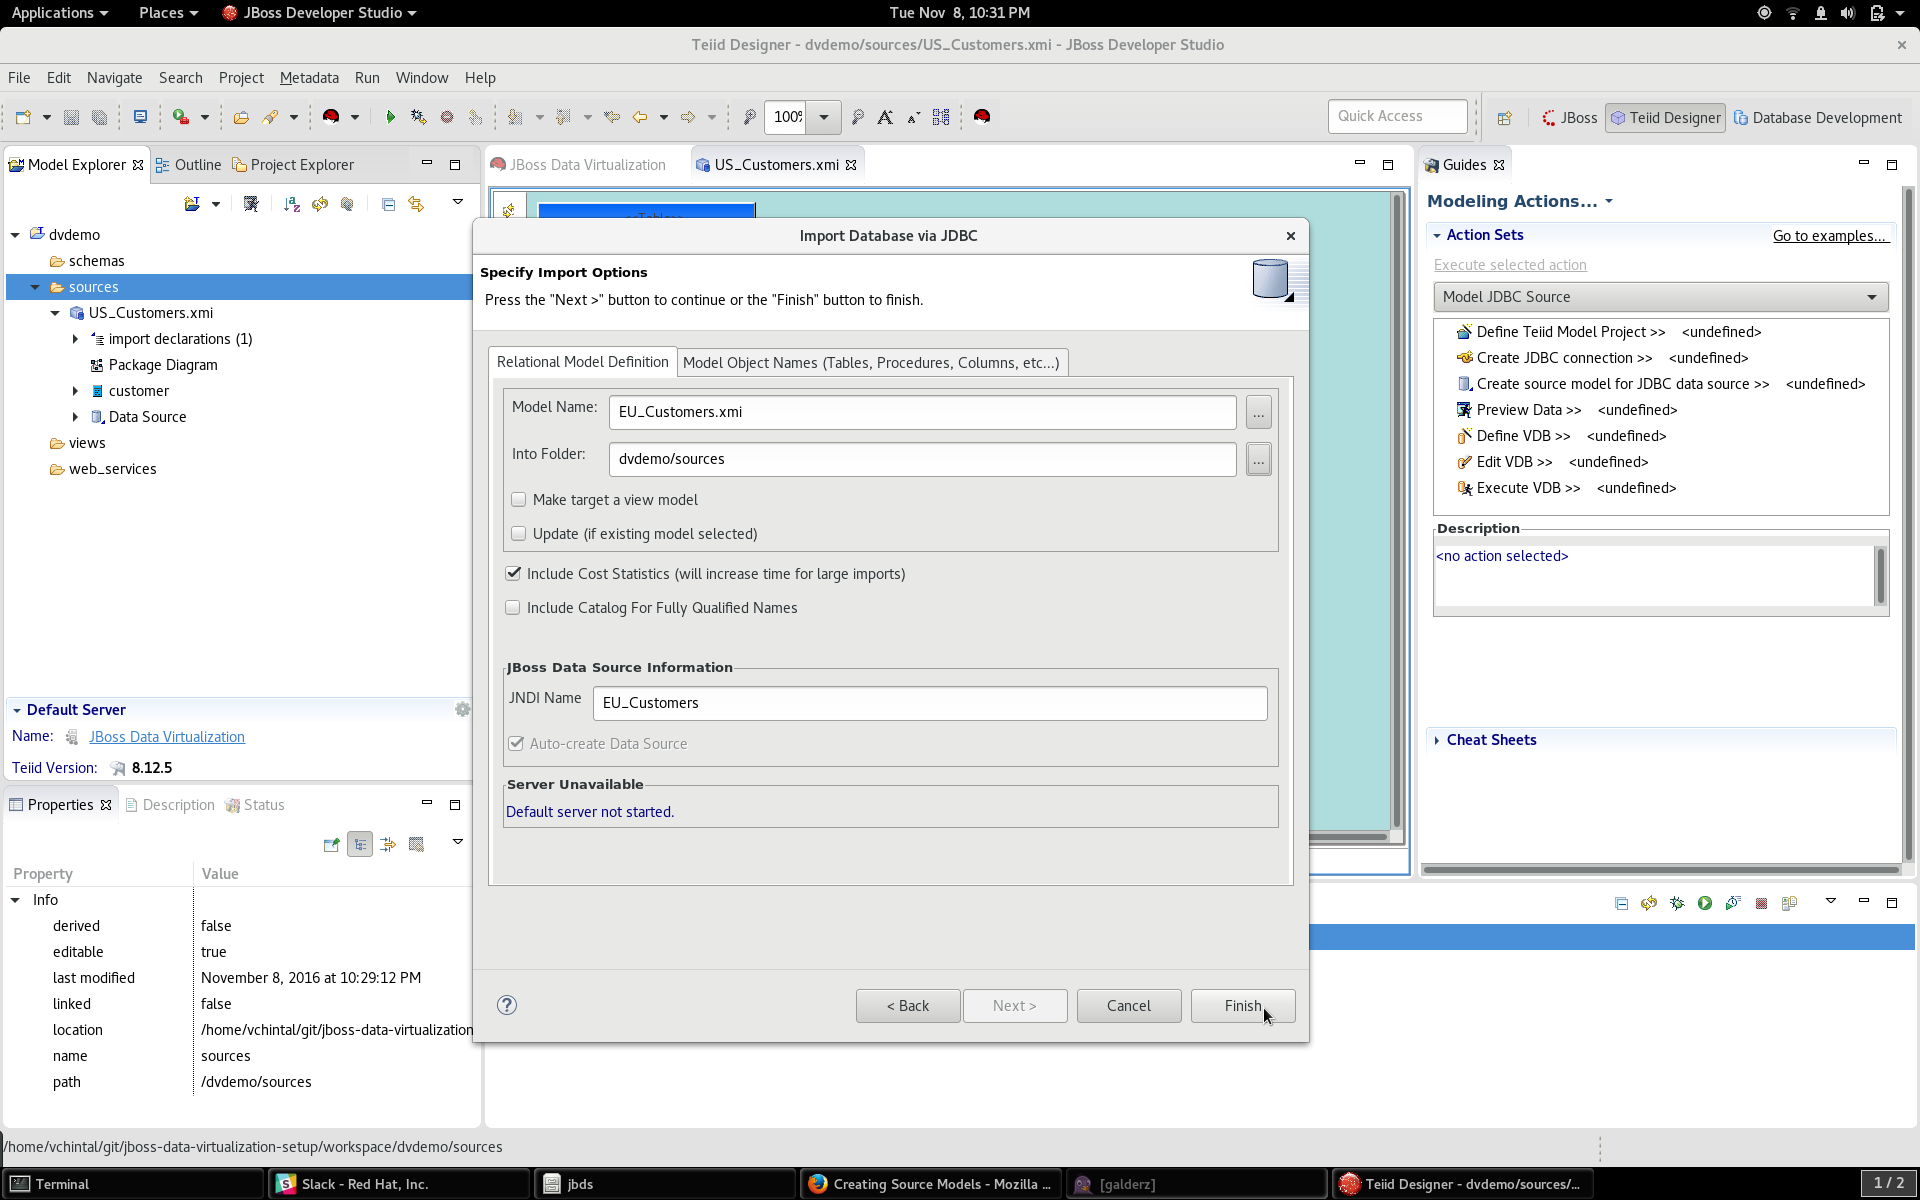 Applications
Places
JBoss Developer Studio
Tue Nov  8, 10:31 PM
Teiid Designer - dvdemo/sources/US_Customers.xmi - JBoss Developer Studio
File Edit Navigate Search Project Metadata Run Window Help
100%
Quick Access
JBoss
Teiid Designer
Database Development
Model Explorer
Outline
Project Explorer
dvdemo
schemas
sources
US_Customers.xmi
import declarations (1)
Package Diagram
customer
Data Source
views
web_services
Default Server
Name: JBoss Data Virtualization
Teiid Version: 8.12.5
Properties
Description
Status
Property Value
Info
derived false
editable true
last modified November 8, 2016 at 10:29:12 PM
linked false
location /home/vchintal/git/jboss-data-virtualization
name sources
path /dvdemo/sources
JBoss Data Virtualization
US_Customers.xmi
Import Database via JDBC
Specify Import Options
Press the "Next >" button to continue or the "Finish" button to finish.
Relational Model Definition
Model Object Names (Tables, Procedures, Columns, etc...)
Model Name: EU_Customers.xmi ...
Into Folder: dvdemo/sources ...
Make target a view model
Update (if existing model selected)
Include Cost Statistics (will increase time for large imports)
Include Catalog For Fully Qualified Names
JBoss Data Source Information
JNDI Name EU_Customers
Auto-create Data Source
Server Unavailable
Default server not started.
? < Back Next > Cancel Finish
Guides
Modeling Actions...
Action Sets
Go to examples...
Execute selected action
Model JDBC Source
Define Teiid Model Project >> <undefined>
Create JDBC connection >> <undefined>
Create source model for JDBC data source >> <undefined>
Preview Data >> <undefined>
Define VDB >> <undefined>
Edit VDB >> <undefined>
Execute VDB >> <undefined>
Description
<no action selected>
Cheat Sheets
/home/vchintal/git/jboss-data-virtualization-setup/workspace/dvdemo/sources
Terminal
Slack - Red Hat, Inc.
jbds
Creating Source Models - Mozilla ...
[galderz]
Teiid Designer - dvdemo/sources/...
1 / 2